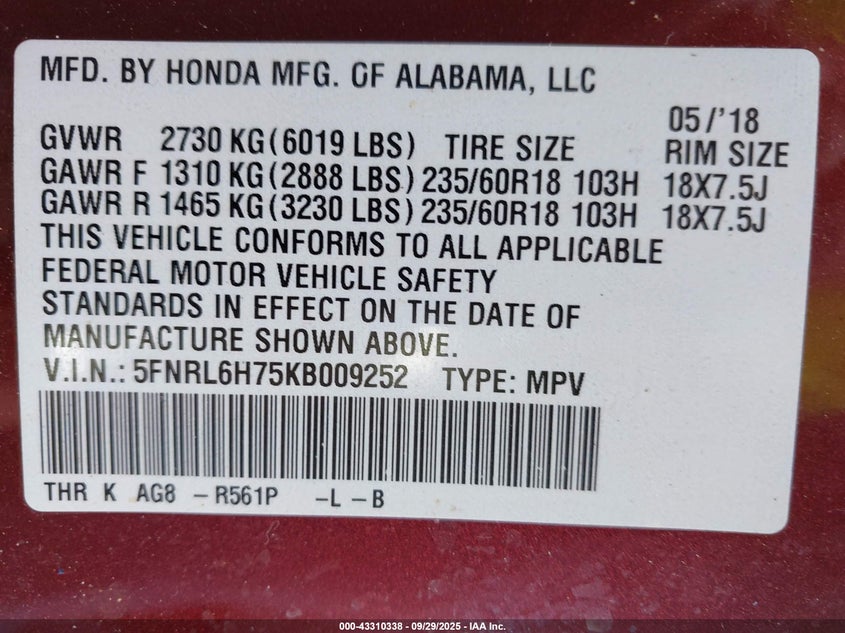 MFD. BY HONDA MFG. OF ALABAMA, LLC
05/'18
GVWR 2730 KG(6019 LBS) TIRE SIZE RIM SIZE
GAWR F 1310 KG(2888 LBS) 235/60R18 103H 18X7.5J
GAWR R 1465 KG(3230 LBS) 235/60R18 103H 18X7.5J
THIS VEHICLE CONFORMS TO ALL APPLICABLE
FEDERAL MOTOR VEHICLE SAFETY
STANDARDS IN EFFECT ON THE DATE OF
MANUFACTURE SHOWN ABOVE.
V.I.N.: 5FNRL6H75KB009252 TYPE: MPV
THR K AG8 -R561P -L -B
000-43310338 - 09/29/2025 - IAA Inc.